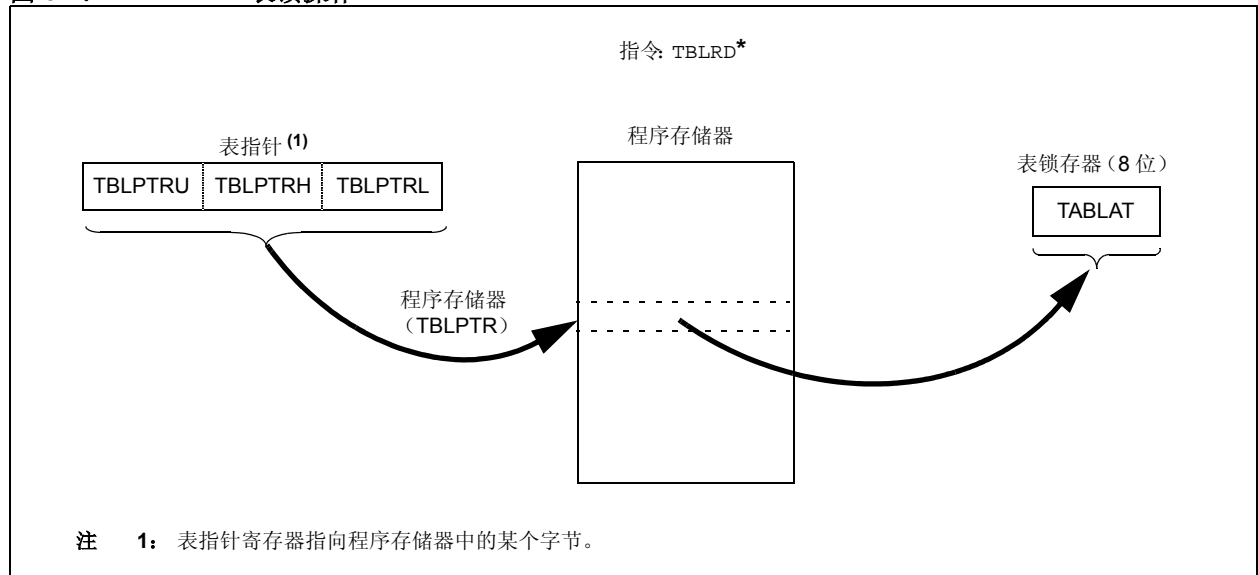 指令: TBLRD*
表指针 (1)
程序存储器
表锁存器（8 位）
TBLPTRU TBLPTRH TBLPTRL
TABLAT
程序存储器
（TBLPTR）
注 1： 表指针寄存器指向程序存储器中的某个字节。